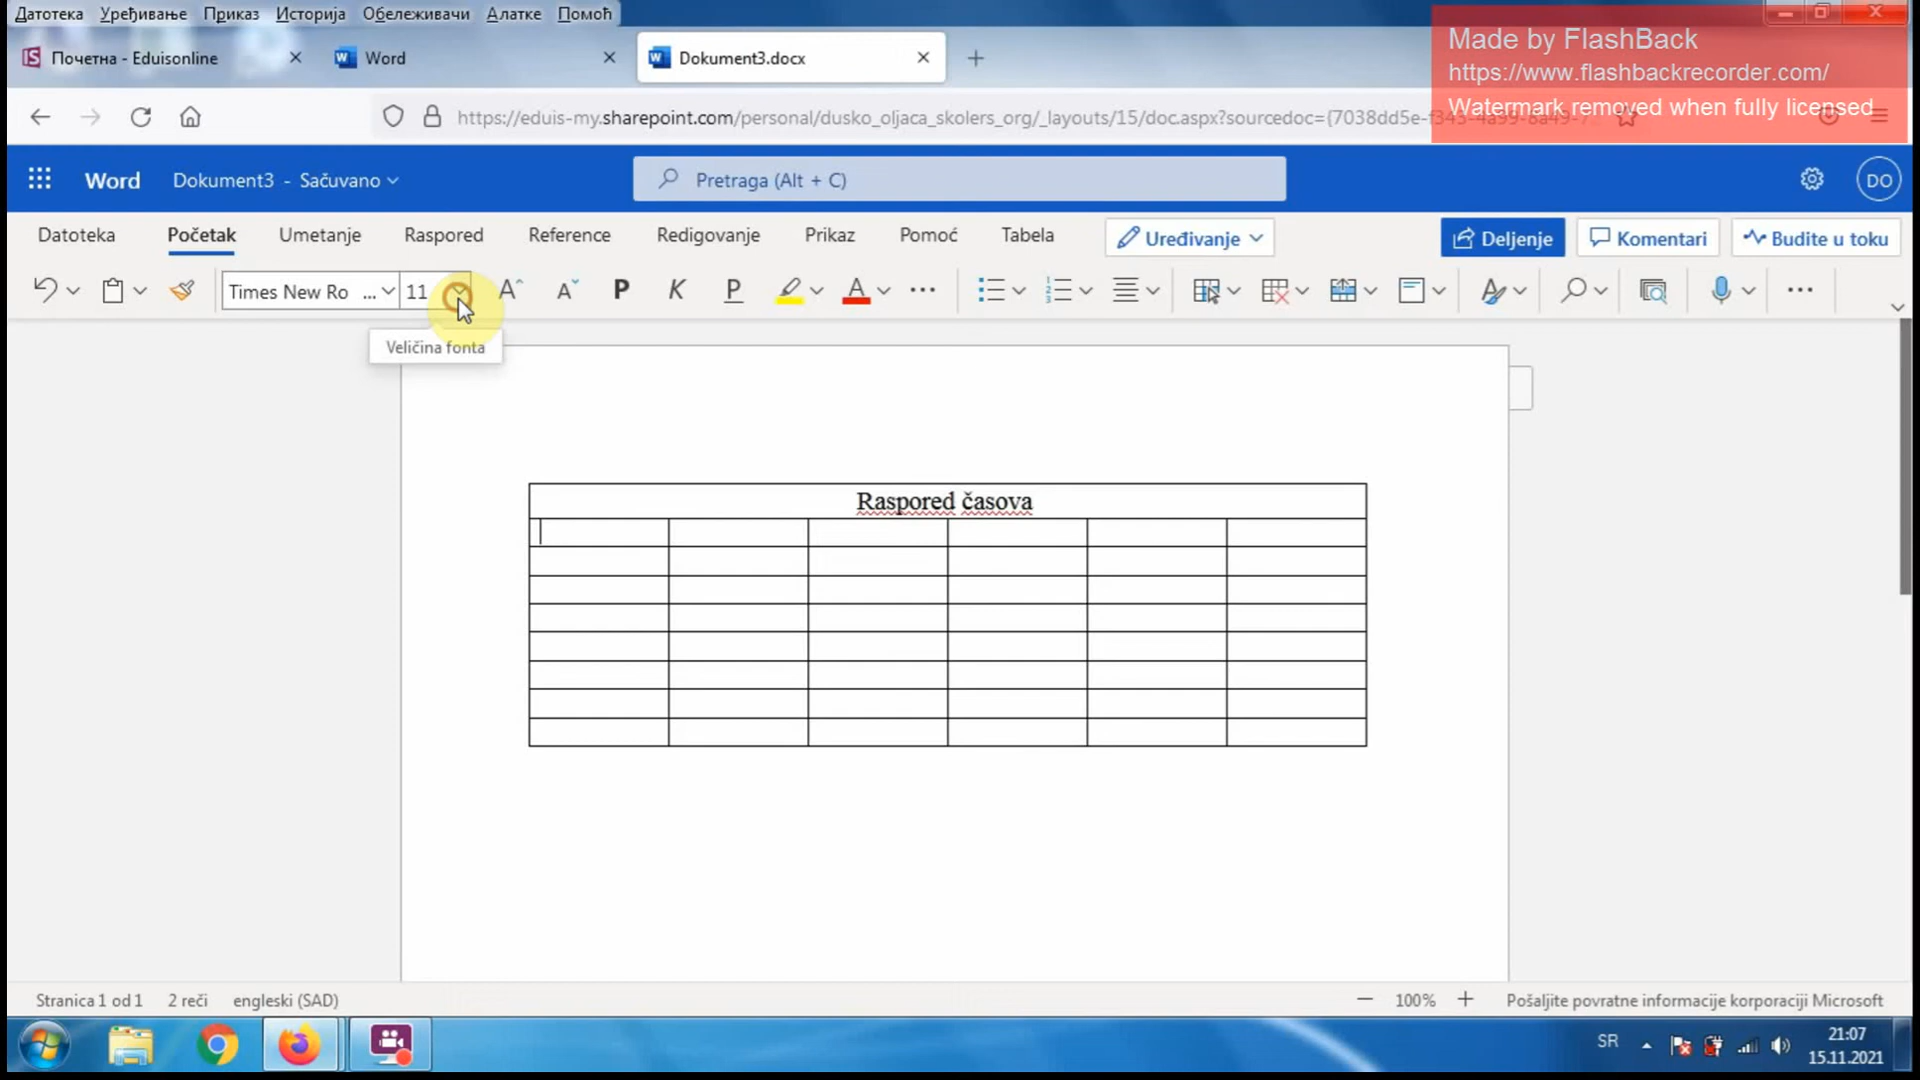 Датотека Уређивање Приказ Историја Обележивачи Алатке Помоћ
Made by FlashBack
https://www.flashbackrecorder.com/
Watermark removed when fully licensed
Почетна - Eduisonline
Word
Dokument3.docx
https://eduis-my.sharepoint.com/personal/dusko_oljaca_skolers_org/_layouts/15/doc.aspx?sourcedoc={7038dd5e-f343-4a99-8a49-7
Word Dokument3 - Sačuvano Pretraga (Alt + C) DO
Datoteka Početak Umetanje Raspored Reference Redigovanje Prikaz Pomoć Tabela Uređivanje Deljenje Komentari Budite u toku
Times New Ro ... 11 P K P
Veličina fonta
Raspored časova
Stranica 1 od 1 2 reči engleski (SAD) 100% Pošaljite povratne informacije korporaciji Microsoft
SR 21:07
15.11.2021